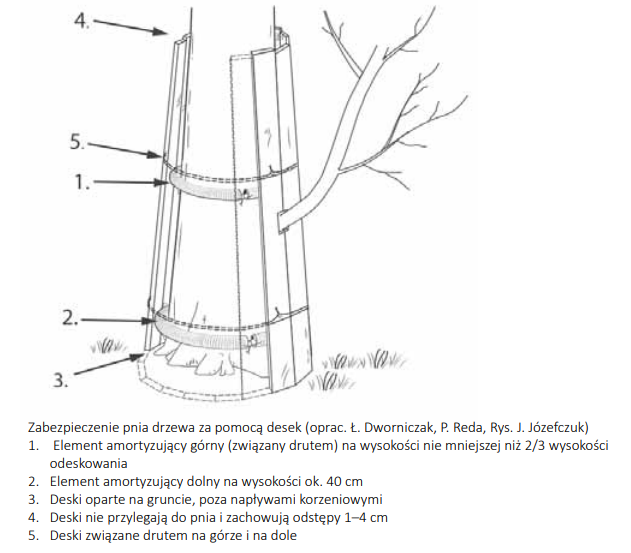 4.
5.
1.
2.
3.
Zabezpieczenie pnia drzewa za pomocą desek (oprac. Ł. Dworniczak, P. Reda, Rys. J. Józefczuk)
1. Element amortyzujący górny (związany drutem) na wysokości nie mniejszej niż 2/3 wysokości
odeskowania
2. Element amortyzujący dolny na wysokości ok. 40 cm
3. Deski oparte na gruncie, poza napływami korzeniowymi
4. Deski nie przylegają do pnia i zachowują odstępy 1–4 cm
5. Deski związane drutem na górze i na dole